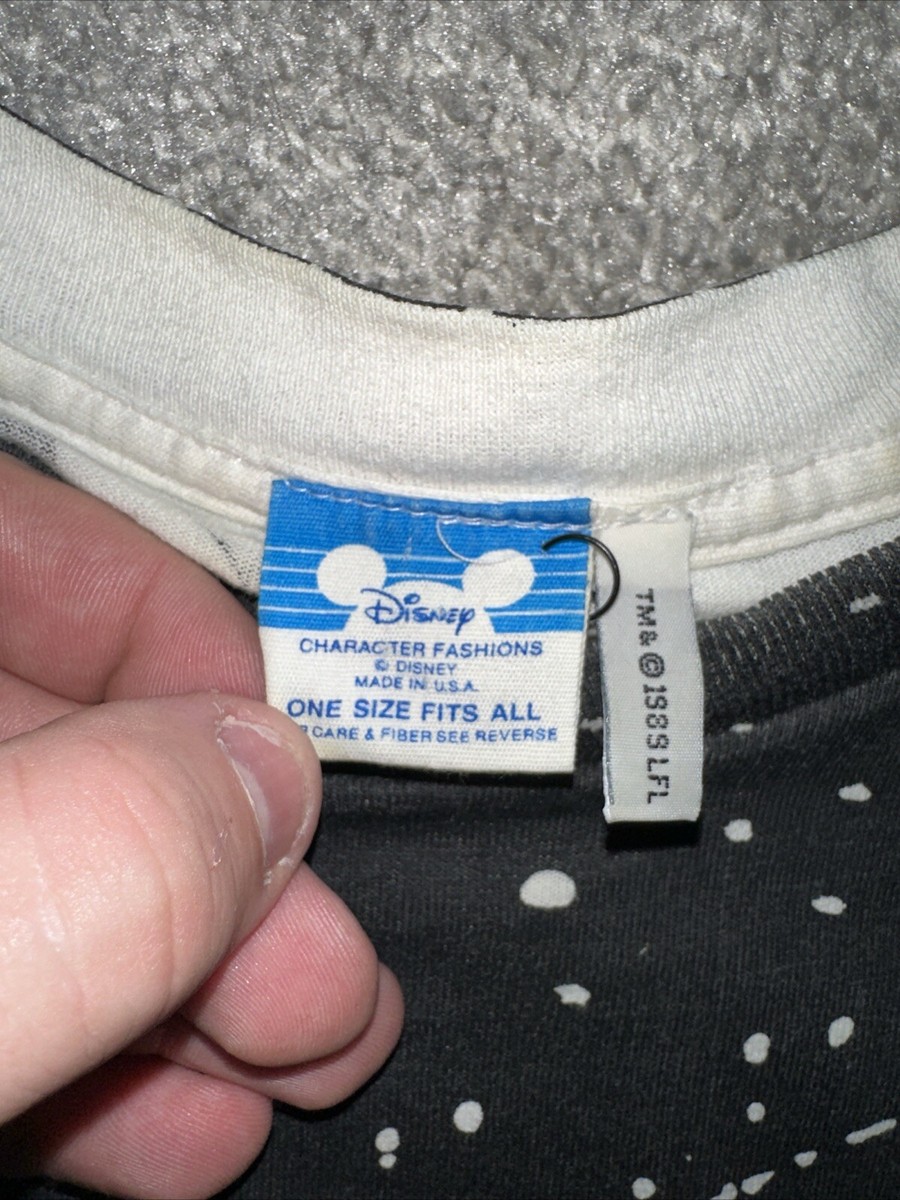 Disney
CHARACTER FASHIONS
© DISNEY
MADE IN U.S.A.
ONE SIZE FITS ALL
CARE & FIBER SEE REVERSE
TM & © 1989 LFL